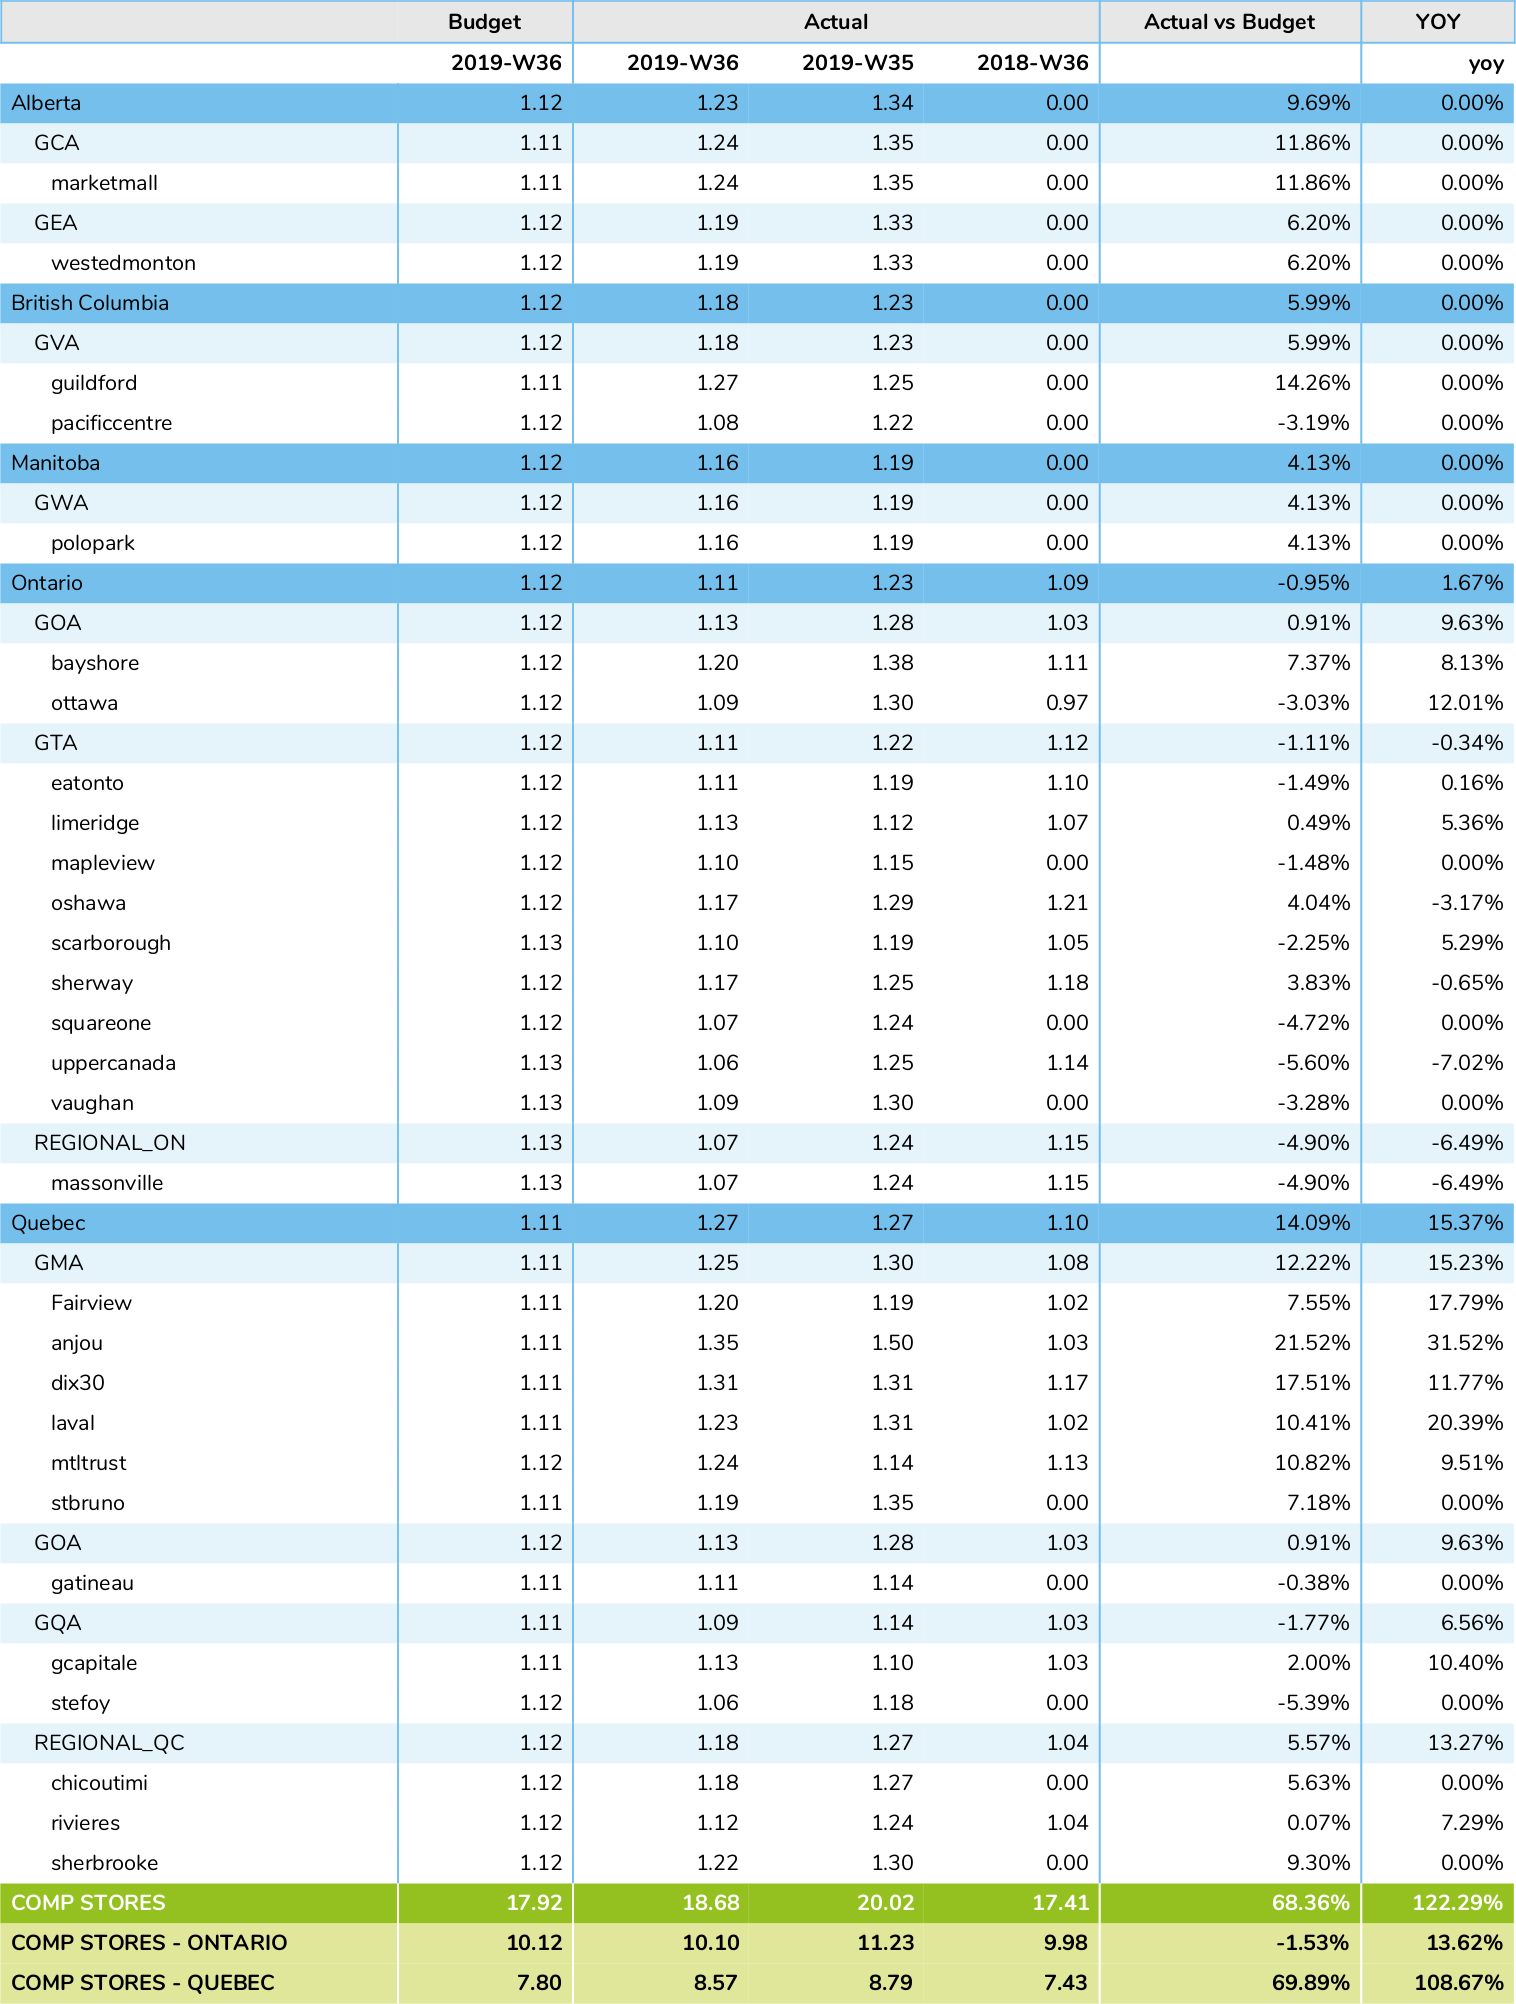 Budget Actual Actual vs Budget YOY
2019-W36 2019-W36 2019-W35 2018-W36 yoy
Alberta 1.12 1.23 1.34 0.00 9.69% 0.00%
GCA 1.11 1.24 1.35 0.00 11.86% 0.00%
marketmall 1.11 1.24 1.35 0.00 11.86% 0.00%
GEA 1.12 1.19 1.33 0.00 6.20% 0.00%
westedmonton 1.12 1.19 1.33 0.00 6.20% 0.00%
British Columbia 1.12 1.18 1.23 0.00 5.99% 0.00%
GVA 1.12 1.18 1.23 0.00 5.99% 0.00%
guildford 1.11 1.27 1.25 0.00 14.26% 0.00%
pacificcentre 1.12 1.08 1.22 0.00 -3.19% 0.00%
Manitoba 1.12 1.16 1.19 0.00 4.13% 0.00%
GWA 1.12 1.16 1.19 0.00 4.13% 0.00%
polopark 1.12 1.16 1.19 0.00 4.13% 0.00%
Ontario 1.12 1.11 1.23 1.09 -0.95% 1.67%
GOA 1.12 1.13 1.28 1.03 0.91% 9.63%
bayshore 1.12 1.20 1.38 1.11 7.37% 8.13%
ottawa 1.12 1.09 1.30 0.97 -3.03% 12.01%
GTA 1.12 1.11 1.22 1.12 -1.11% -0.34%
eatonto 1.12 1.11 1.19 1.10 -1.49% 0.16%
limeridge 1.12 1.13 1.12 1.07 0.49% 5.36%
mapleview 1.12 1.10 1.15 0.00 -1.48% 0.00%
oshawa 1.12 1.17 1.29 1.21 4.04% -3.17%
scarborough 1.13 1.10 1.19 1.05 -2.25% 5.29%
sherway 1.12 1.17 1.25 1.18 3.83% -0.65%
squareone 1.12 1.07 1.24 0.00 -4.72% 0.00%
uppercanada 1.13 1.06 1.25 1.14 -5.60% -7.02%
vaughan 1.13 1.09 1.30 0.00 -3.28% 0.00%
REGIONAL_ON 1.13 1.07 1.24 1.15 -4.90% -6.49%
massonville 1.13 1.07 1.24 1.15 -4.90% -6.49%
Quebec 1.11 1.27 1.27 1.10 14.09% 15.37%
GMA 1.11 1.25 1.30 1.08 12.22% 15.23%
Fairview 1.11 1.20 1.19 1.02 7.55% 17.79%
anjou 1.11 1.35 1.50 1.03 21.52% 31.52%
dix30 1.11 1.31 1.31 1.17 17.51% 11.77%
laval 1.11 1.23 1.31 1.02 10.41% 20.39%
mtltrust 1.12 1.24 1.14 1.13 10.82% 9.51%
stbruno 1.11 1.19 1.35 0.00 7.18% 0.00%
GOA 1.12 1.13 1.28 1.03 0.91% 9.63%
gatineau 1.11 1.11 1.14 0.00 -0.38% 0.00%
GQA 1.11 1.09 1.14 1.03 -1.77% 6.56%
gcapitale 1.11 1.13 1.10 1.03 2.00% 10.40%
stefoy 1.12 1.06 1.18 0.00 -5.39% 0.00%
REGIONAL_QC 1.12 1.18 1.27 1.04 5.57% 13.27%
chicoutimi 1.12 1.18 1.27 0.00 5.63% 0.00%
rivieres 1.12 1.12 1.24 1.04 0.07% 7.29%
sherbrooke 1.12 1.22 1.30 0.00 9.30% 0.00%
COMP STORES 17.92 18.68 20.02 17.41 68.36% 122.29%
COMP STORES - ONTARIO 10.12 10.10 11.23 9.98 -1.53% 13.62%
COMP STORES - QUEBEC 7.80 8.57 8.79 7.43 69.89% 108.67%